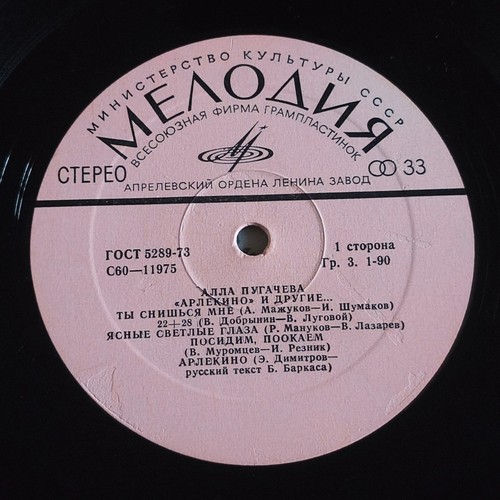 МИНИСТЕРСТВО КУЛЬТУРЫ СССР
МЕЛОДИЯ
ВСЕСОЮЗНАЯ ФИРМА ГРАМПЛАСТИНОК
СТЕРЕО
33
АПРЕЛЕВСКИЙ ОРДЕНА ЛЕНИНА ЗАВОД
ГОСТ 5289-73
С60—11975
1 сторона
Гр. 3. 1-90
АЛЛА ПУГАЧЕВА
«АРЛЕКИНО» И ДРУГИЕ...
ТЫ СНИШЬСЯ МНЕ (А. Мажуков—И. Шумаков)
22—28 (В. Добрынин—В. Луговой)
ЯСНЫЕ СВЕТЛЫЕ ГЛАЗА (Р. Мануков—В. Лазарев)
ПОСИДИМ, ПООКАЕМ
(В. Муромцев—И. Резник)
АРЛЕКИНО (Э. Димитров—
русский текст Б. Баркаса)